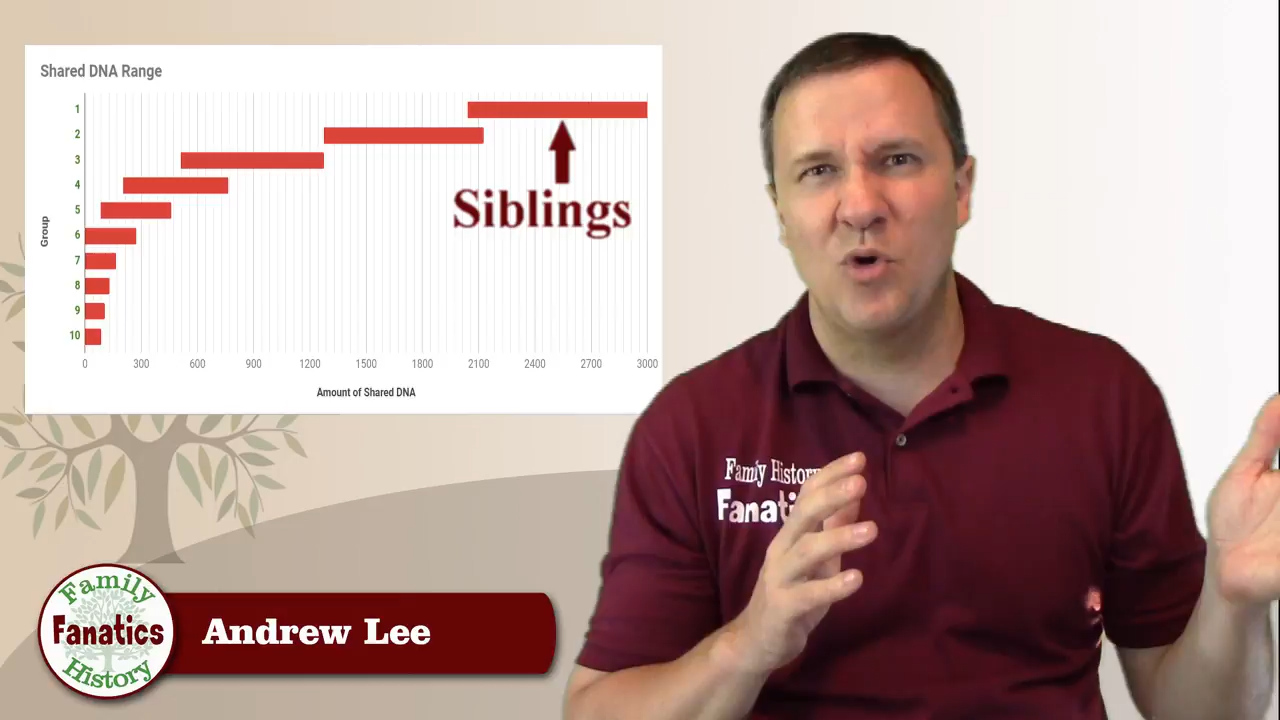 Shared DNA Range
1
2
3
4
5
6
7
8
9
10
Group
0 300 600 900 1200 1500 1800 2100 2400 2700 3000
Amount of Shared DNA
Siblings
Family History
Fanati
Family
Fanatics
History
Andrew Lee